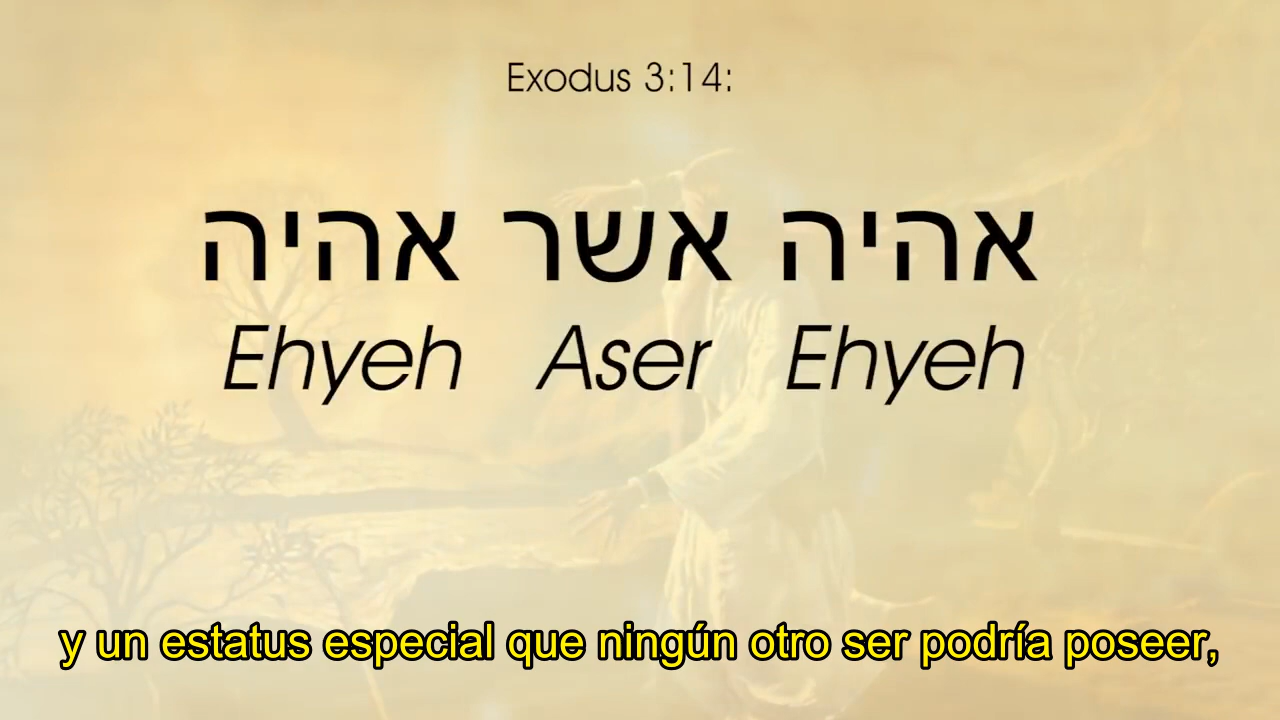 Exodus 3:14:
אהיה אשר אהיה
Ehyeh Aser Ehyeh
y un estatus especial que ningún otro ser podría poseer,